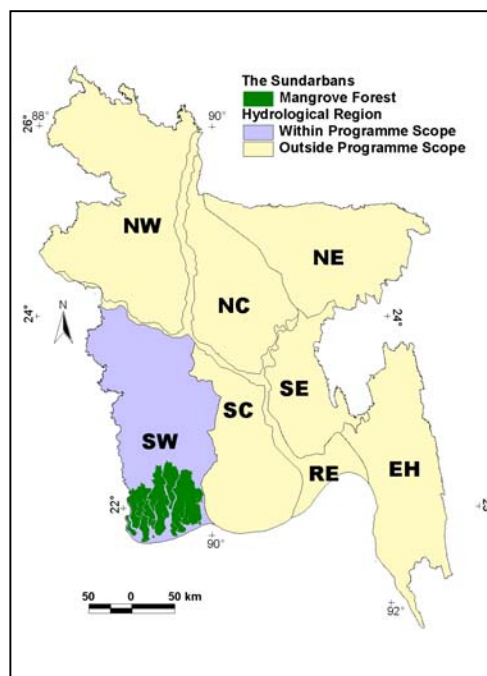 The Sundarbans
Mangrove Forest
Hydrological Region
Within Programme Scope
Outside Programme Scope
26°
88°
90°
NW
NE
NC
24°
N
24°
SE
SC
SW
RE
EH
22°
23
90°
92°
50 0 50 km